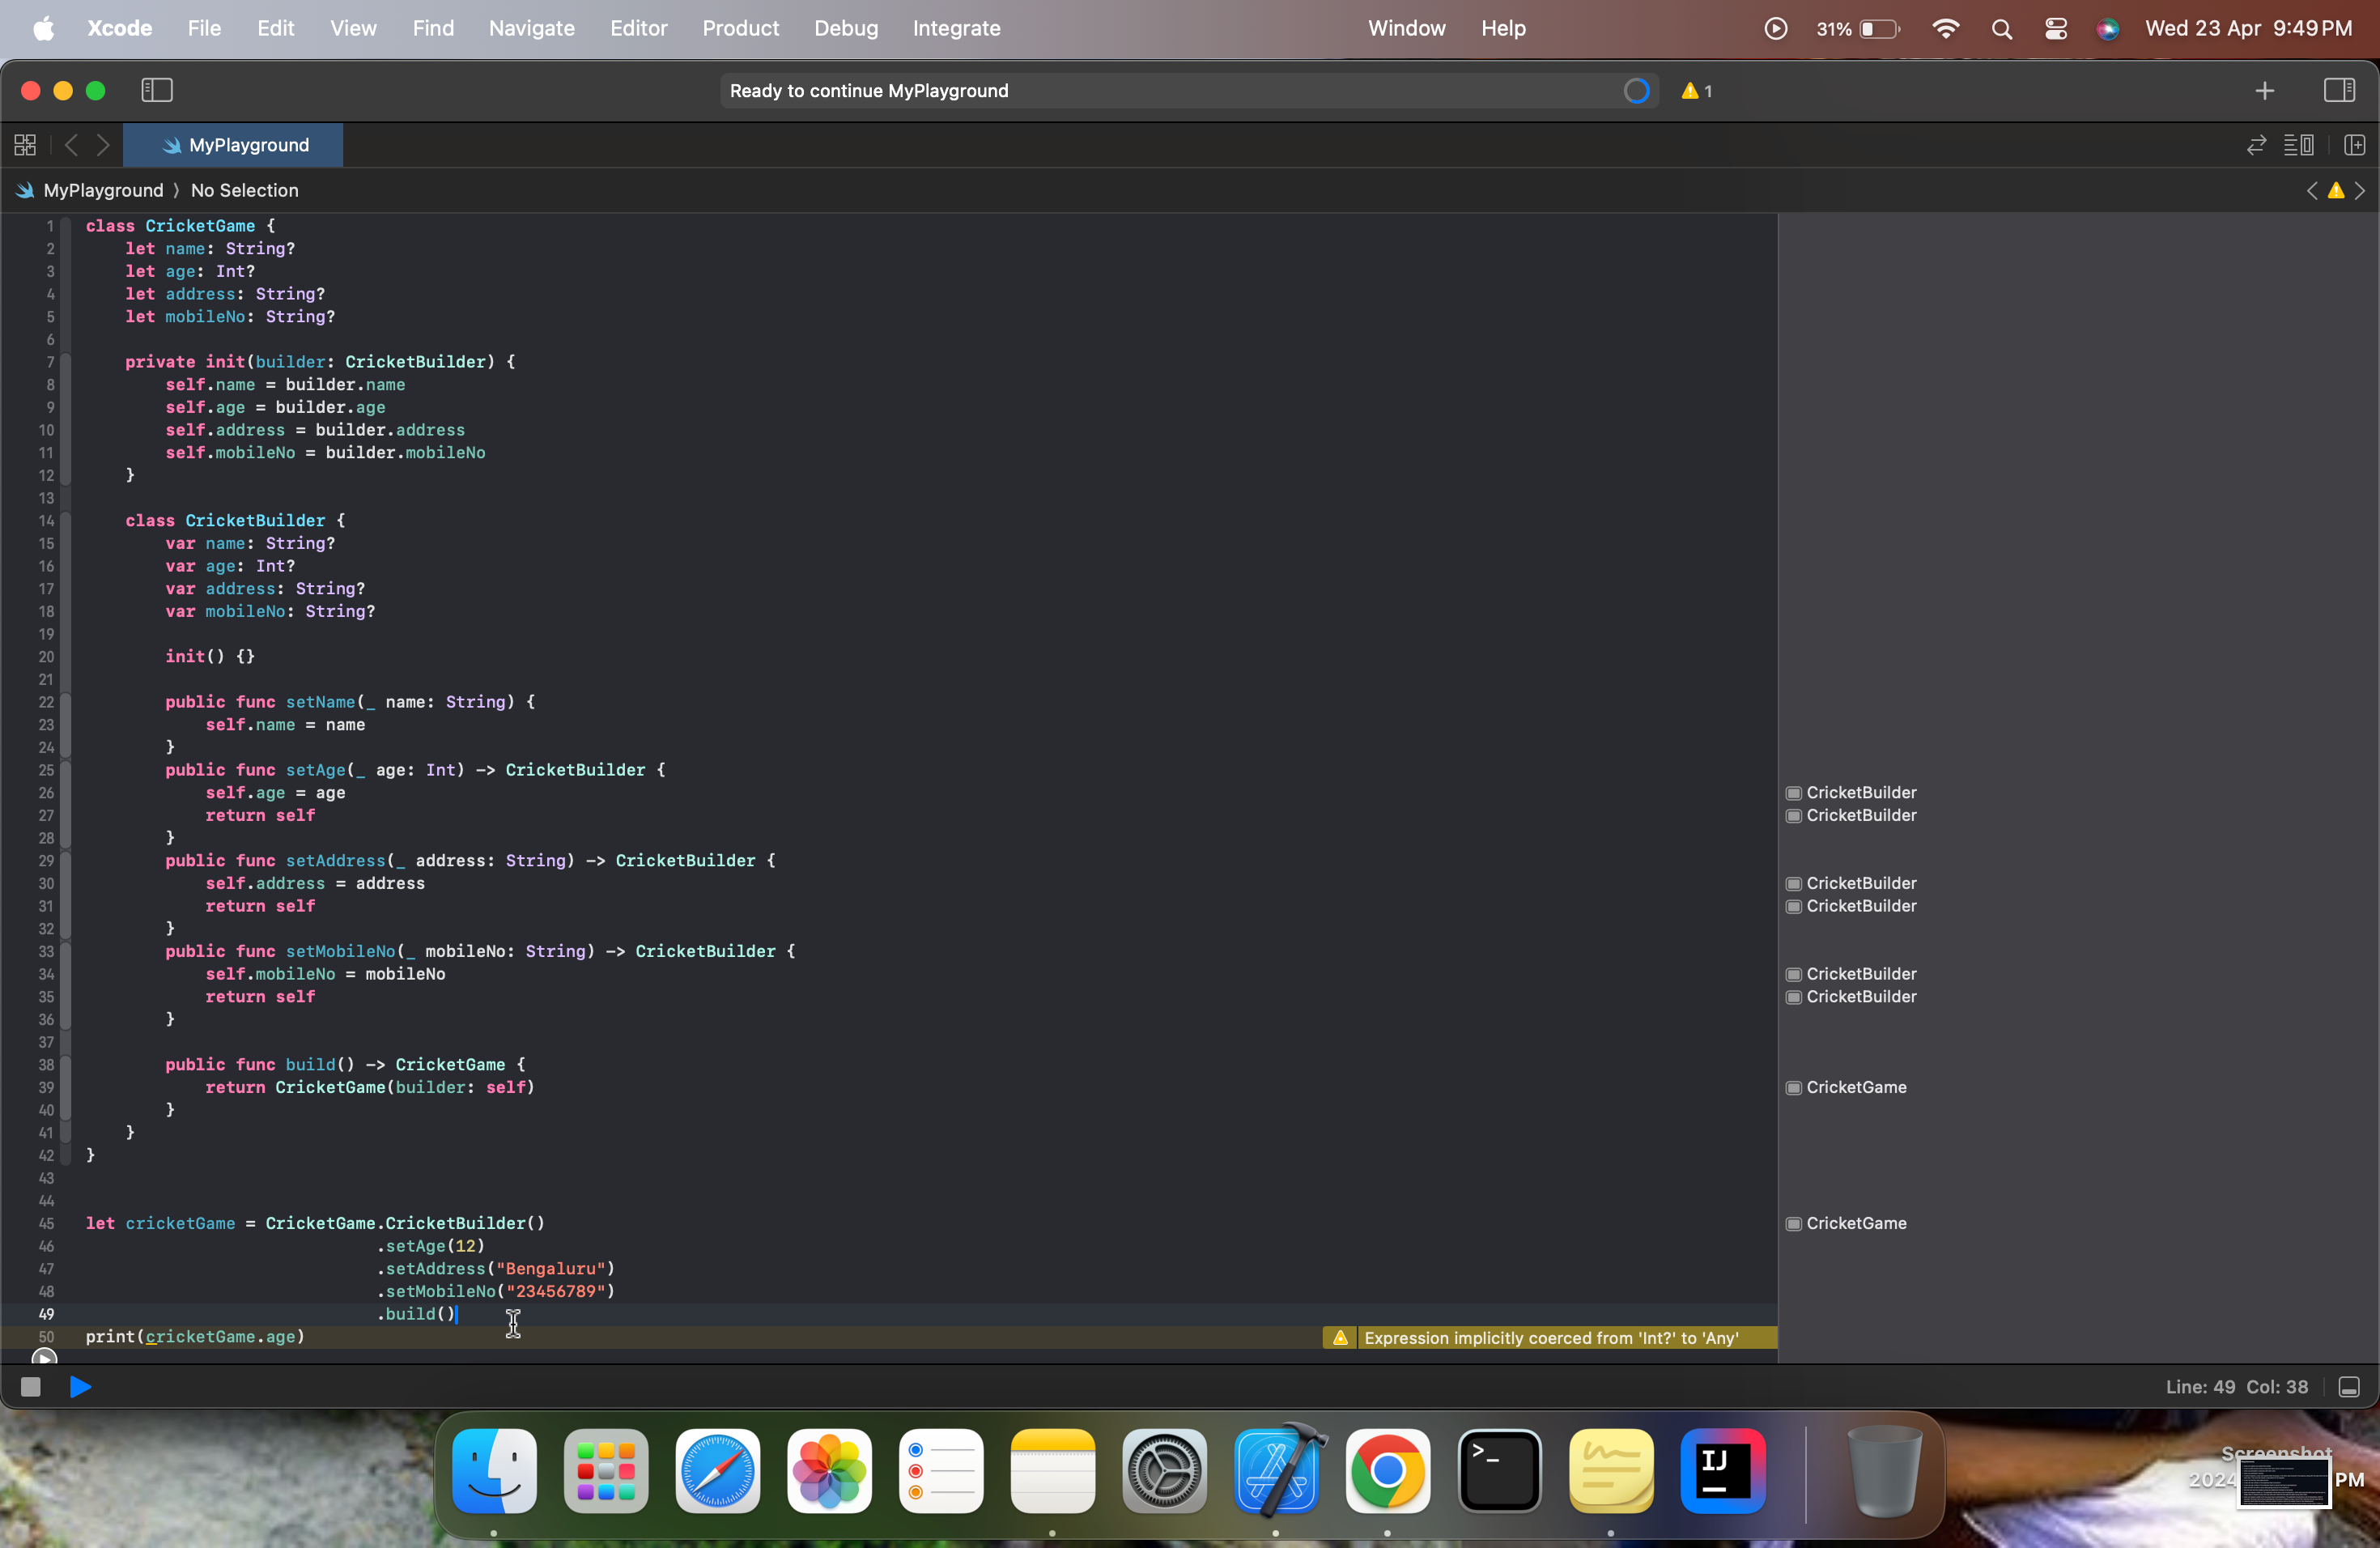 Xcode File Edit View Find Navigate Editor Product Debug Integrate Window Help 31% Wed 23 Apr 9:49 PM
Ready to continue MyPlayground 1
MyPlayground
MyPlayground 〉 No Selection
1 class CricketGame {
2 let name: String?
3 let age: Int?
4 let address: String?
5 let mobileNo: String?
6
7 private init(builder: CricketBuilder) {
8 self.name = builder.name
9 self.age = builder.age
10 self.address = builder.address
11 self.mobileNo = builder.mobileNo
12 }
13
14 class CricketBuilder {
15 var name: String?
16 var age: Int?
17 var address: String?
18 var mobileNo: String?
19
20 init() {}
21
22 public func setName(_ name: String) {
23 self.name = name
24 }
25 public func setAge(_ age: Int) -> CricketBuilder {
26 self.age = age CricketBuilder
27 return self CricketBuilder
28 }
29 public func setAddress(_ address: String) -> CricketBuilder {
30 self.address = address CricketBuilder
31 return self CricketBuilder
32 }
33 public func setMobileNo(_ mobileNo: String) -> CricketBuilder {
34 self.mobileNo = mobileNo CricketBuilder
35 return self CricketBuilder
36 }
37
38 public func build() -> CricketGame {
39 return CricketGame(builder: self) CricketGame
40 }
41 }
42 }
43
44
45 let cricketGame = CricketGame.CricketBuilder() CricketGame
46 .setAge(12)
47 .setAddress("Bengaluru")
48 .setMobileNo("23456789")
49 .build()
50 print(cricketGame.age) Expression implicitly coerced from 'Int?' to 'Any'
Line: 49 Col: 38
>_
IJ
Screenshot
2024 PM